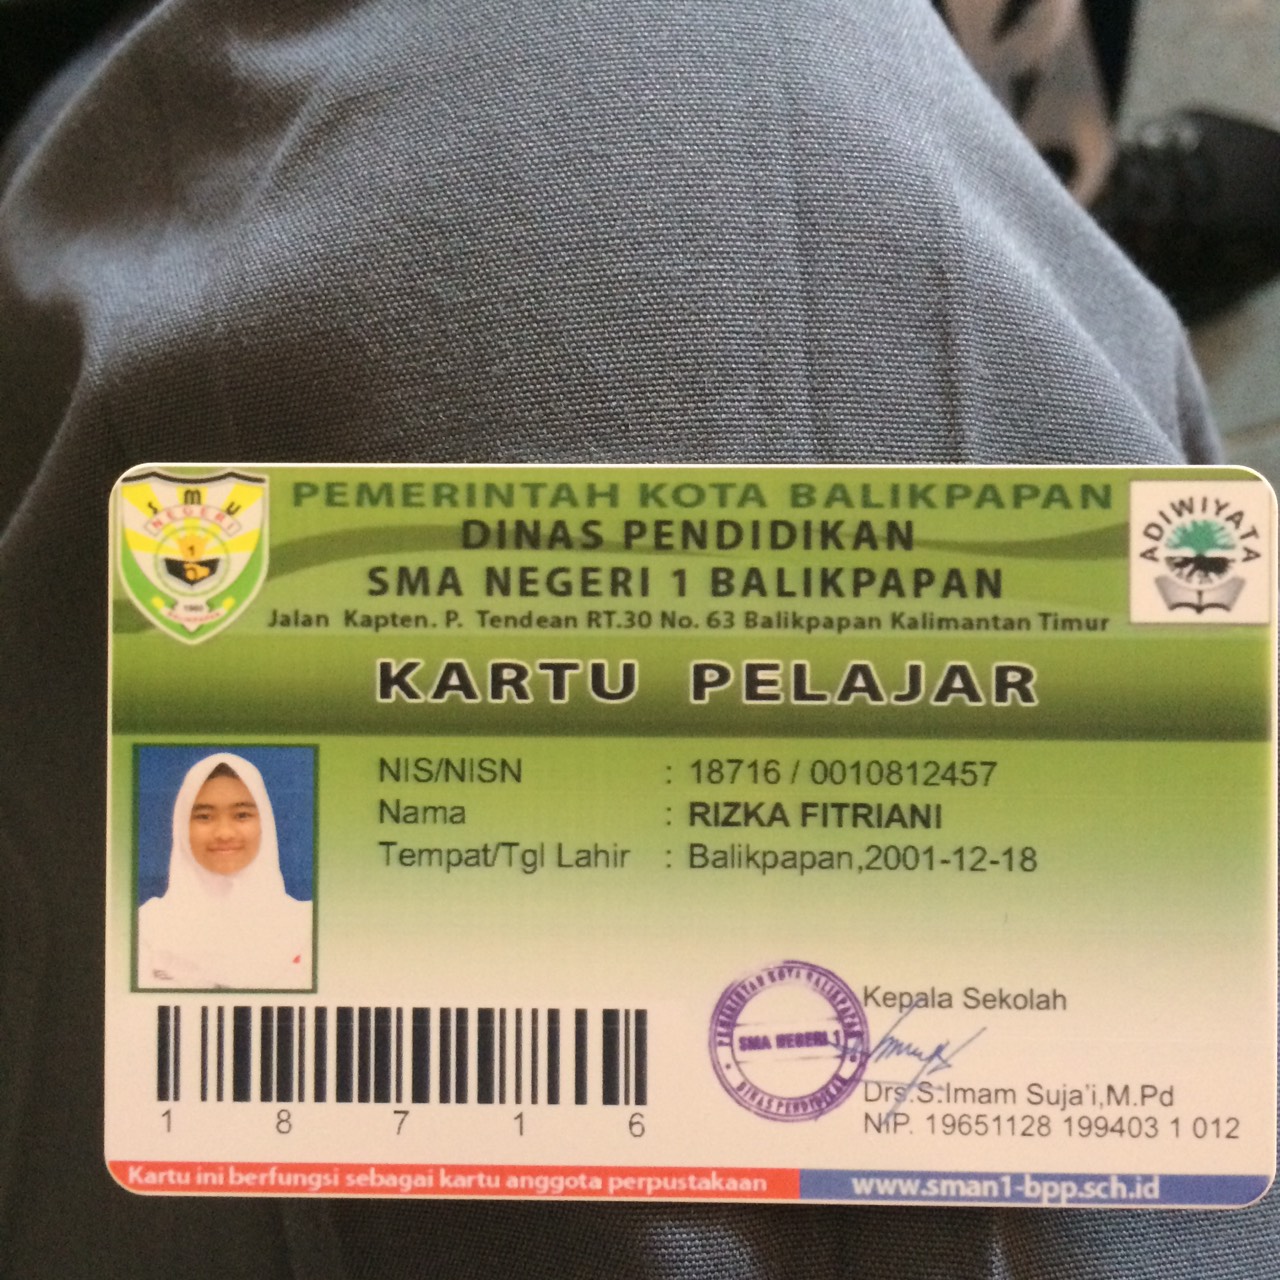 SMU
NEGERI
1
1960
BALIKPAPAN
PEMERINTAH KOTA BALIKPAPAN
DINAS PENDIDIKAN
SMA NEGERI 1 BALIKPAPAN
Jalan Kapten. P. Tendean RT.30 No. 63 Balikpapan Kalimantan Timur
ADIWIYATA
KARTU PELAJAR
NIS/NISN : 18716 / 0010812457
Nama : RIZKA FITRIANI
Tempat/Tgl Lahir : Balikpapan,2001-12-18
Kepala Sekolah
PEMERINTAH KOTA BALIKPAPAN
SMA NEGERI 1
DINAS PENDIDIKAN
Drs.S.Imam Suja'i,M.Pd
NIP. 19651128 199403 1 012
1 8 7 1 6
Kartu ini berfungsi sebagai kartu anggota perpustakaan
www.sman1-bpp.sch.id